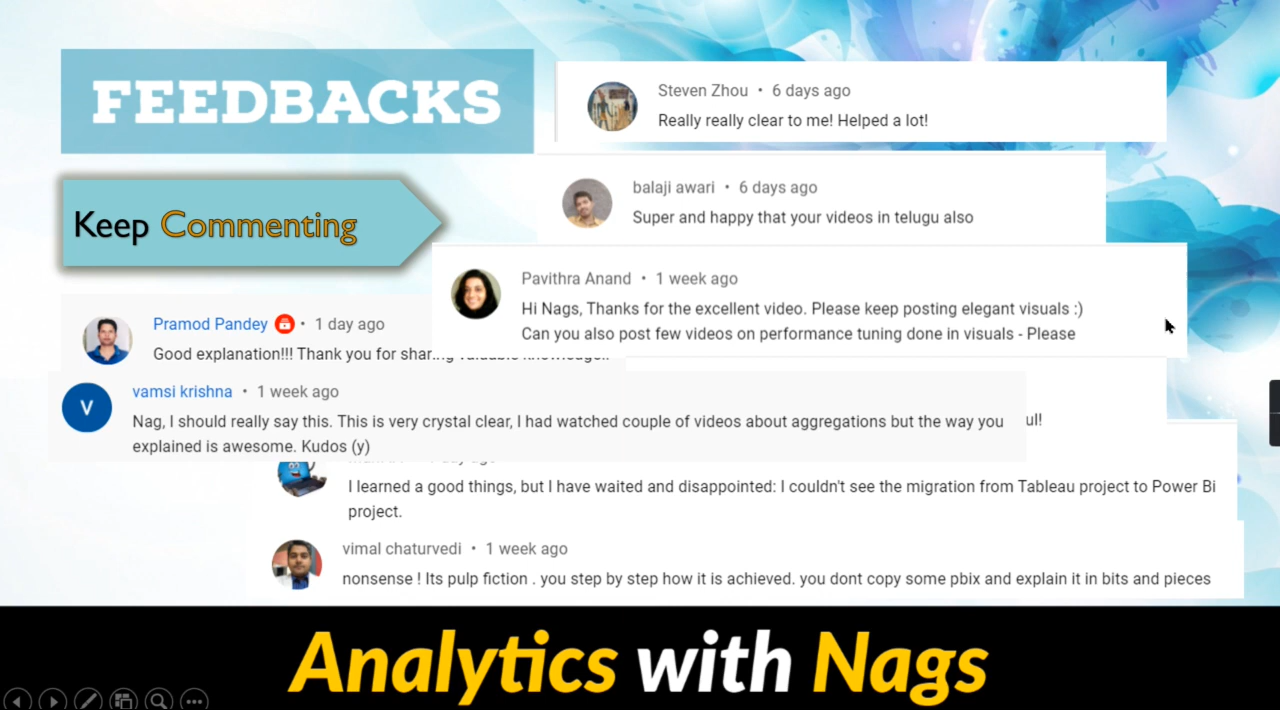 FEEDBACKS
Steven Zhou • 6 days ago
Really really clear to me! Helped a lot!
balaji awari • 6 days ago
Super and happy that your videos in telugu also
Keep Commenting
Pavithra Anand • 1 week ago
Hi Nags, Thanks for the excellent video. Please keep posting elegant visuals :)
Can you also post few videos on performance tuning done in visuals - Please
Pramod Pandey • 1 day ago
Good explanation!!! Thank you for sharing valuable knowledge..
vamsi krishna • 1 week ago
Nag, I should really say this. This is very crystal clear, I had watched couple of videos about aggregations but the way you
explained is awesome. Kudos (y)
ul!
I learned a good things, but I have waited and disappointed: I couldn't see the migration from Tableau project to Power Bi
project.
vimal chaturvedi • 1 week ago
nonsense ! Its pulp fiction . you step by step how it is achieved. you dont copy some pbix and explain it in bits and pieces
Analytics with Nags
V